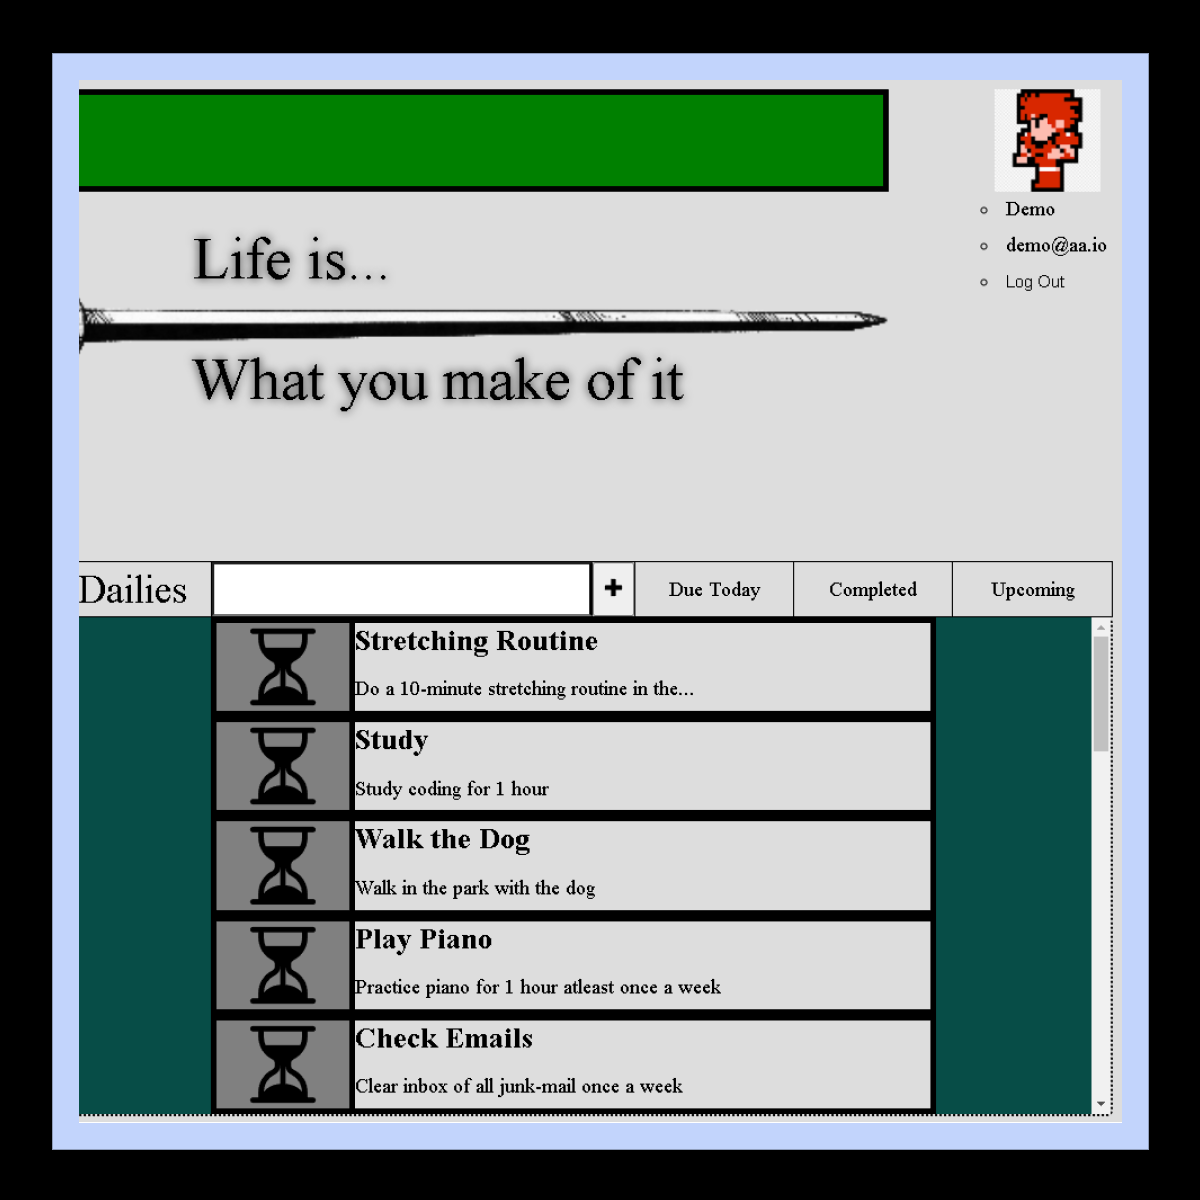 Demo
demo@aa.io
Log Out
Life is...
What you make of it
Dailies
+
Due Today
Completed
Upcoming
Stretching Routine
Do a 10-minute stretching routine in the...
Study
Study coding for 1 hour
Walk the Dog
Walk in the park with the dog
Play Piano
Practice piano for 1 hour atleast once a week
Check Emails
Clear inbox of all junk-mail once a week